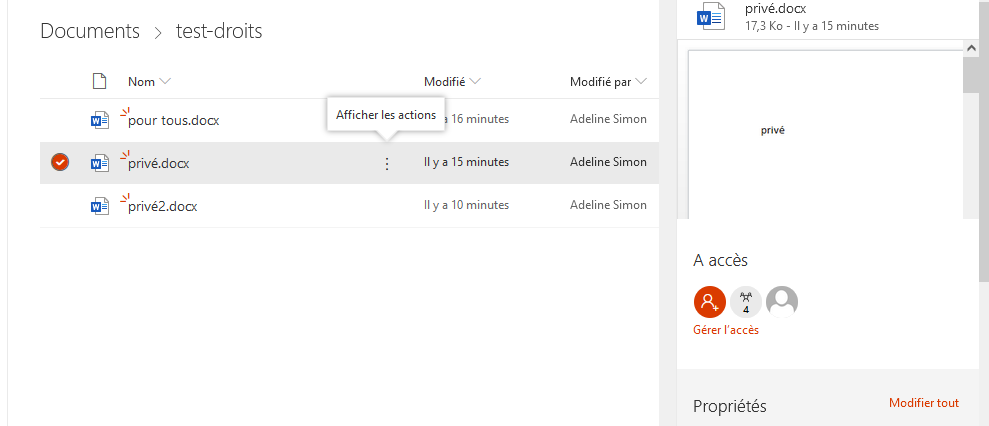 Documents > test-droits
Nom Modifié Modifié par
Afficher les actions
pour tous.docx a 16 minutes Adeline Simon
privé.docx Il y a 15 minutes Adeline Simon
privé2.docx Il y a 10 minutes Adeline Simon
privé.docx
17,3 Ko - Il y a 15 minutes
privé
A accès
4
Gérer l'accès
Propriétés Modifier tout